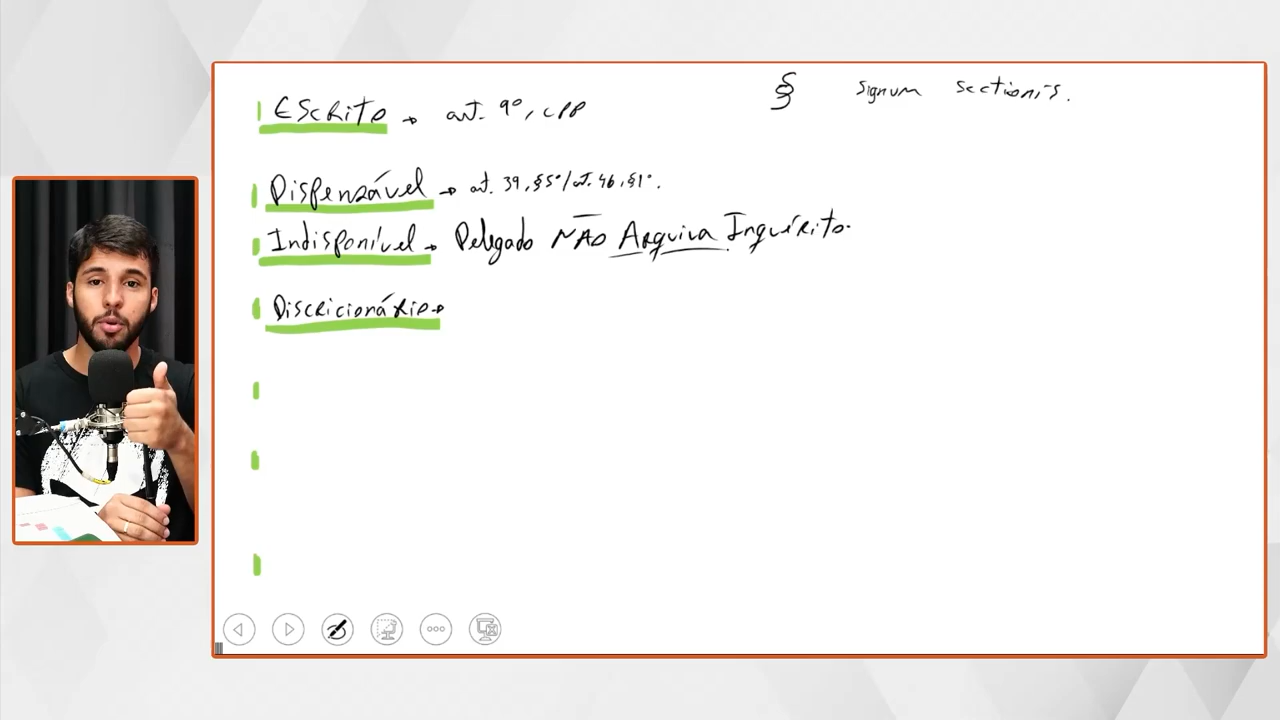 Escrito → art. 9º, CPP
§ signum sectionis.
Dispensável → art. 39, §5º/art. 46, §1º.
Indisponível → Delegado NÃO Arquiva Inquérito.
Discricionário →